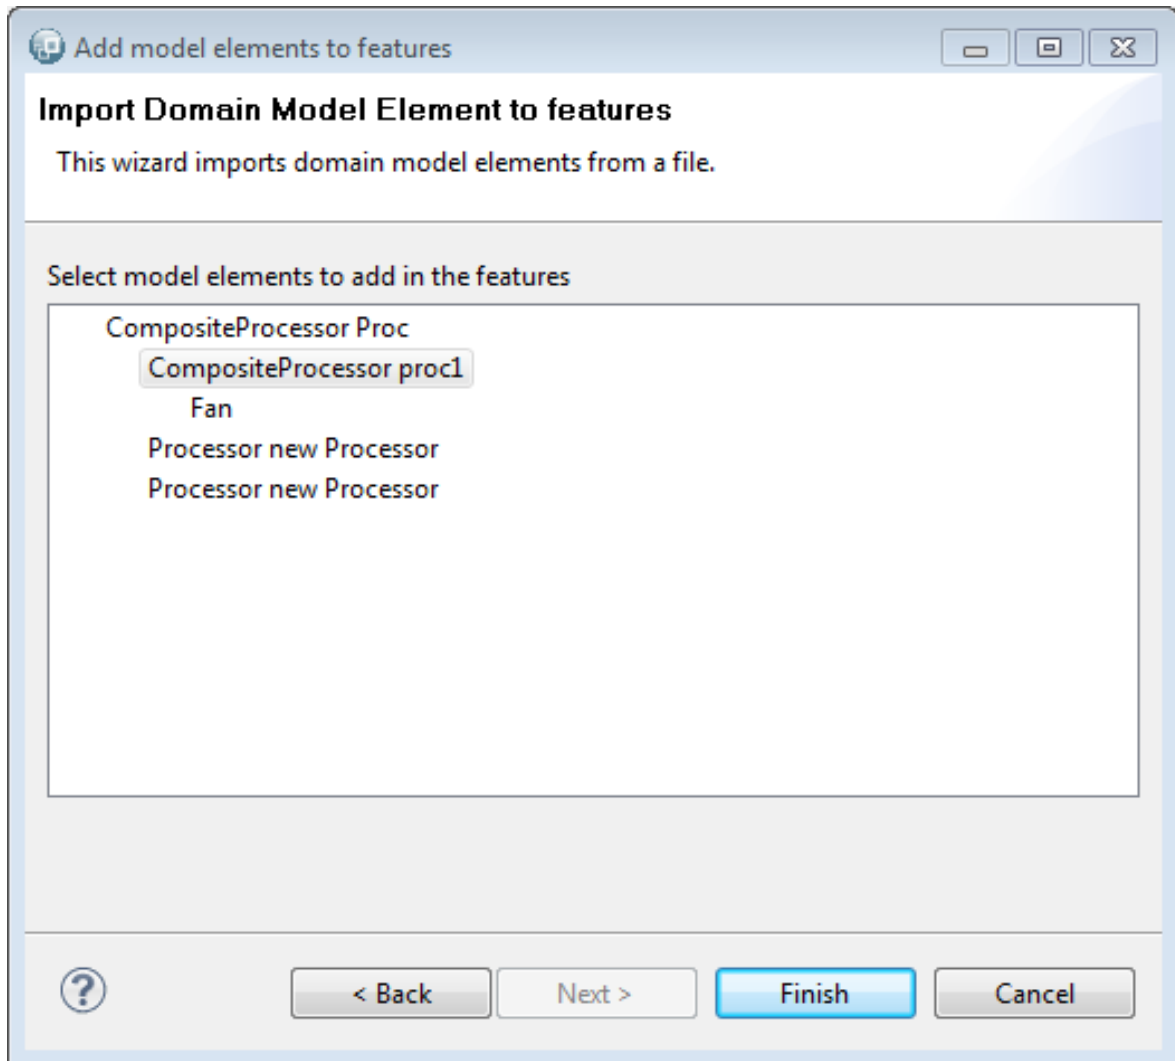 Add model elements to features
Import Domain Model Element to features
This wizard imports domain model elements from a file.
Select model elements to add in the features
CompositeProcessor Proc
CompositeProcessor proc1
Fan
Processor new Processor
Processor new Processor
?
< Back
Next >
Finish
Cancel